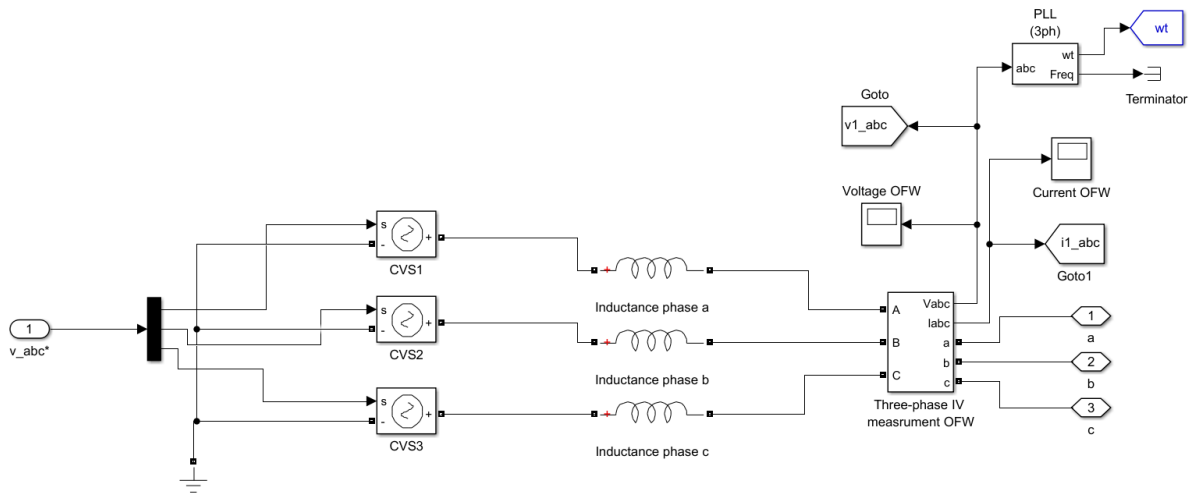 PLL
(3ph)
wt
abc
wt
Freq
Terminator
Goto
v1_abc
Current OFW
Voltage OFW
i1_abc
Goto1
s
-
+
CVS1
Inductance phase a
s
-
+
CVS2
Inductance phase b
s
-
+
CVS3
Inductance phase c
1
v_abc*
A
B
C
Vabc
Iabc
a
b
c
Three-phase IV
measrument OFW
1
a
2
b
3
c
+
+
+